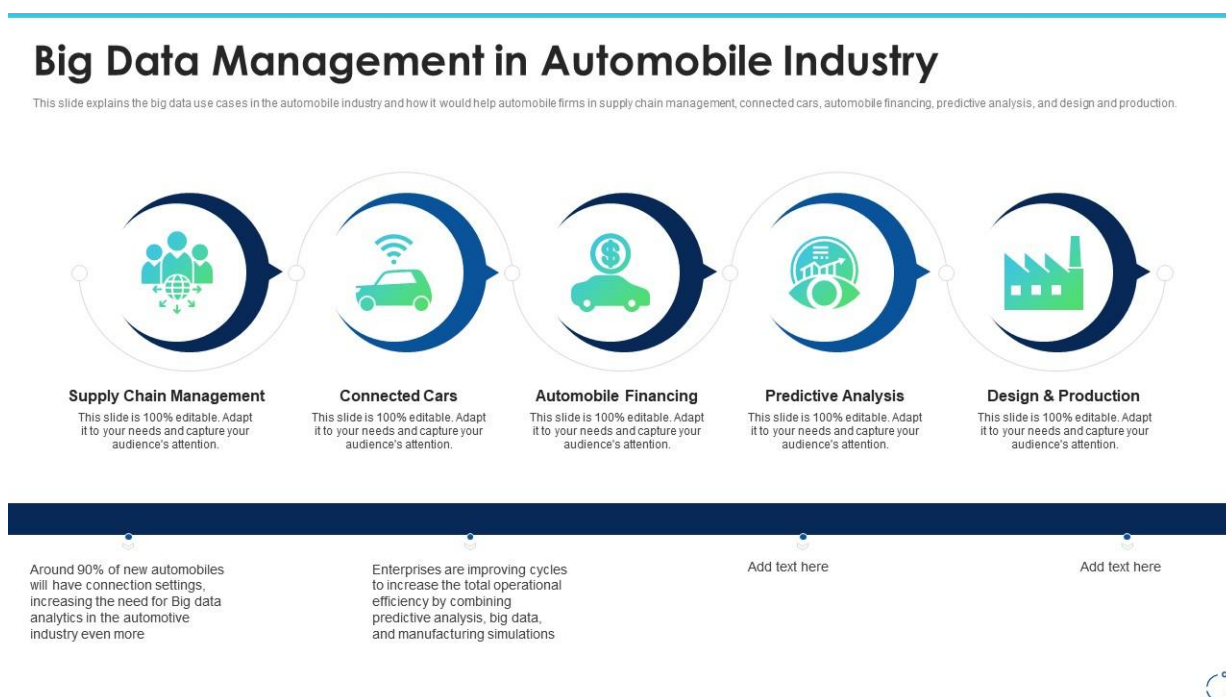 Big Data Management in Automobile Industry
This slide explains the big data use cases in the automobile industry and how it would help automobile firms in supply chain management, connected cars, automobile financing, predictive analysis, and design and production.
Supply Chain Management
This slide is 100% editable. Adapt
it to your needs and capture your
audience's attention.
Connected Cars
This slide is 100% editable. Adapt
it to your needs and capture your
audience's attention.
Automobile Financing
This slide is 100% editable. Adapt
it to your needs and capture your
audience's attention.
Predictive Analysis
This slide is 100% editable. Adapt
it to your needs and capture your
audience's attention.
Design & Production
This slide is 100% editable. Adapt
it to your needs and capture your
audience's attention.
Around 90% of new automobiles
will have connection settings,
increasing the need for Big data
analytics in the automotive
industry even more
Enterprises are improving cycles
to increase the total operational
efficiency by combining
predictive analysis, big data,
and manufacturing simulations
Add text here
Add text here